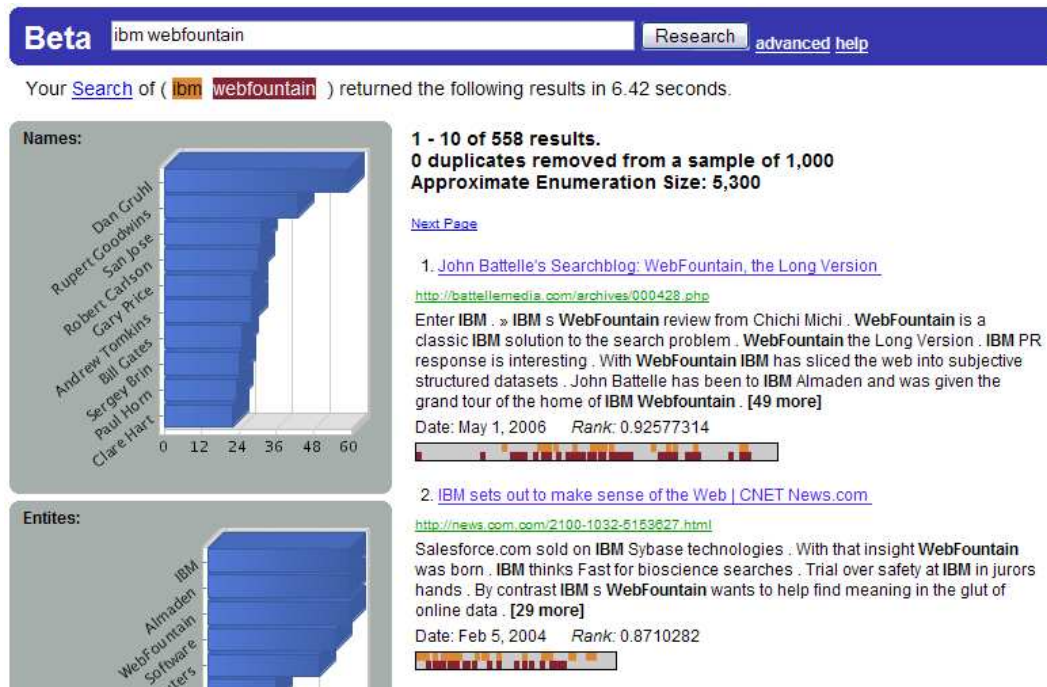 Beta ibm webfountain Research advanced help
Your Search of ( ibm webfountain ) returned the following results in 6.42 seconds.
Names:
Dan Gruhl
Rupert Goodwins
San Jose
Robert Carlson
Gary Price
Andrew Tomkins
Bill Gates
Sergey Brin
Paul Horn
Clare Hart
0 12 24 36 48 60
Entites:
IBM
Almaden
WebFountain
Software
1 - 10 of 558 results.
0 duplicates removed from a sample of 1,000
Approximate Enumeration Size: 5,300
Next Page
1. John Battelle's Searchblog: WebFountain, the Long Version
http://battellemedia.com/archives/000428.php
Enter IBM . » IBM s WebFountain review from Chichi Michi . WebFountain is a
classic IBM solution to the search problem . WebFountain the Long Version . IBM PR
response is interesting . With WebFountain IBM has sliced the web into subjective
structured datasets . John Battelle has been to IBM Almaden and was given the
grand tour of the home of IBM Webfountain . [49 more]
Date: May 1, 2006 Rank: 0.92577314
2. IBM sets out to make sense of the Web | CNET News.com
http://news.com.com/2100-1032-5153627.html
Salesforce.com sold on IBM Sybase technologies . With that insight WebFountain
was born . IBM thinks Fast for bioscience searches . Trial over safety at IBM in jurors
hands . By contrast IBM s WebFountain wants to help find meaning in the glut of
online data . [29 more]
Date: Feb 5, 2004 Rank: 0.8710282